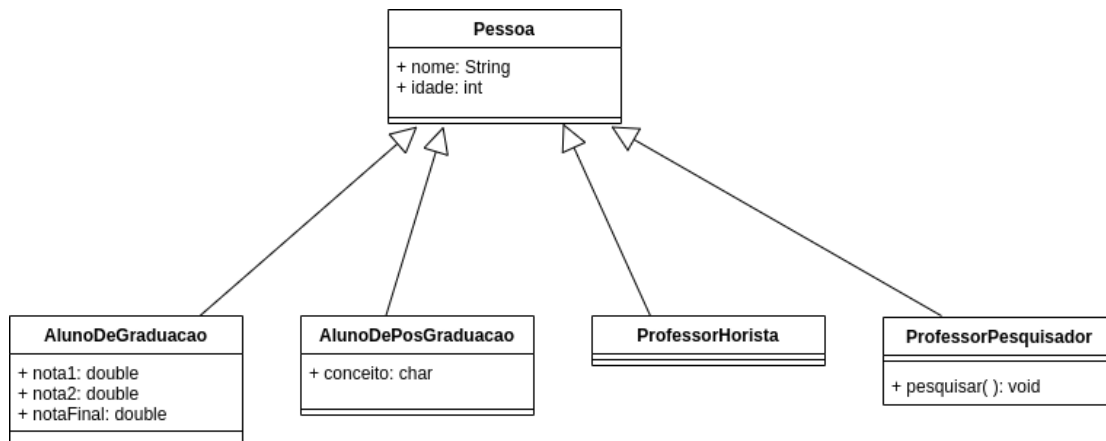 Pessoa
+ nome: String
+ idade: int
AlunoDeGraduacao
+ nota1: double
+ nota2: double
+ notaFinal: double
AlunoDePosGraduacao
+ conceito: char
ProfessorHorista
ProfessorPesquisador
+ pesquisar( ): void